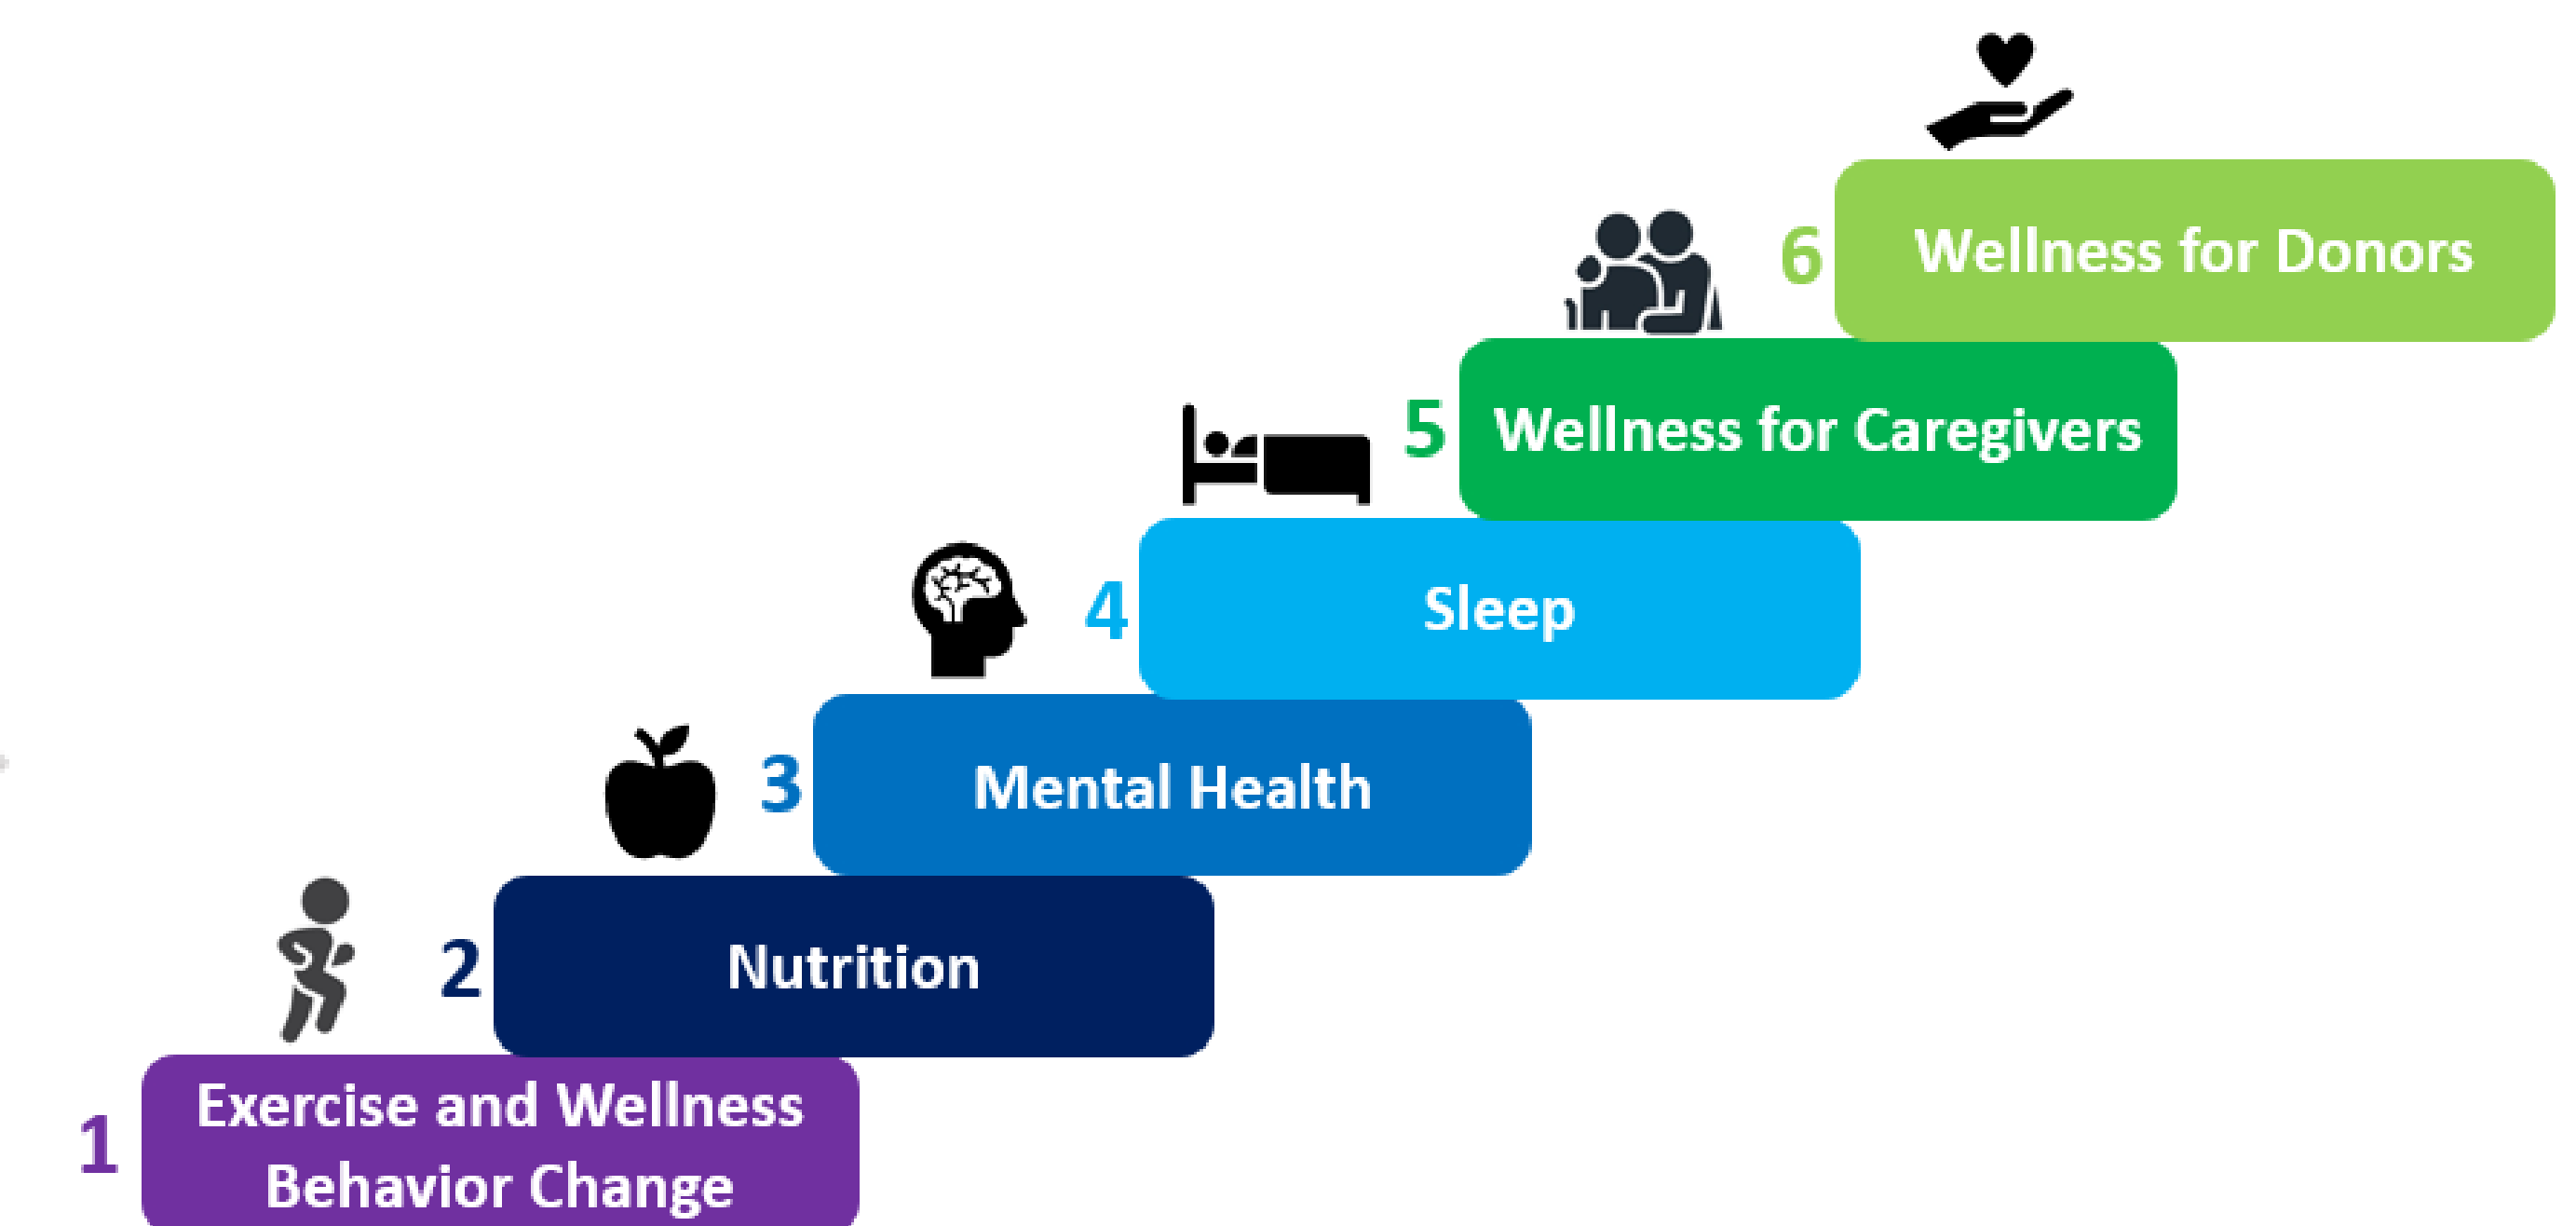 6 Wellness for Donors
5 Wellness for Caregivers
4 Sleep
3 Mental Health
2 Nutrition
1 Exercise and Wellness
Behavior Change